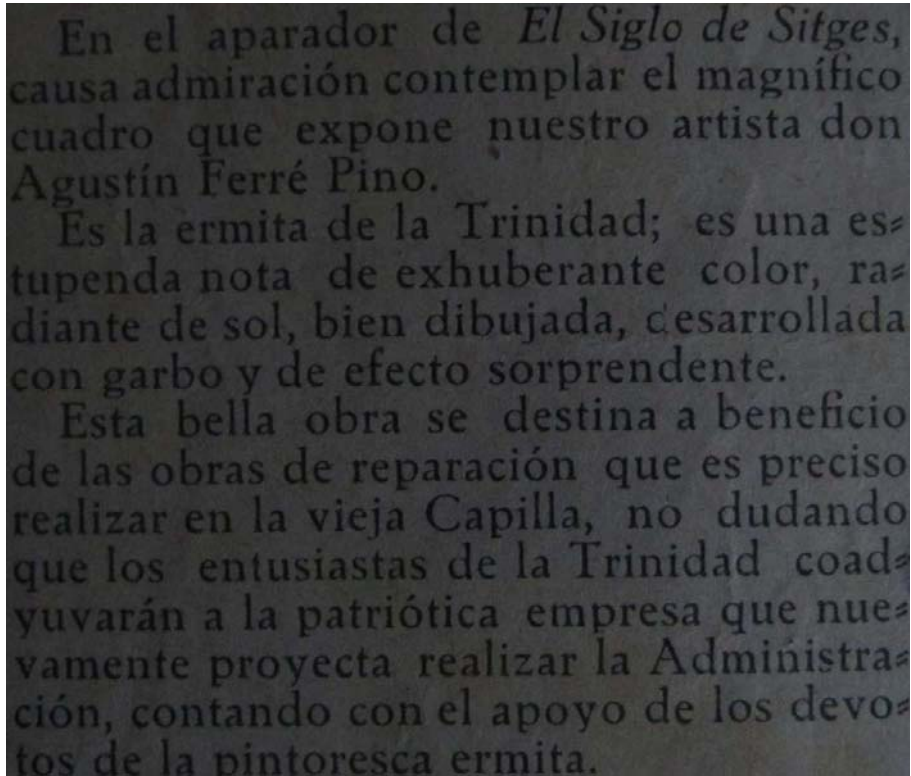 En el aparador de El Siglo de Sitges,
causa admiración contemplar el magnífico
cuadro que expone nuestro artista don
Agustín Ferré Pino.
Es la ermita de la Trinidad; es una es-
tupenda nota de exhuberante color, ra-
diante de sol, bien dibujada, desarrollada
con garbo y de efecto sorprendente.
Esta bella obra se destina a beneficio
de las obras de reparación que es preciso
realizar en la vieja Capilla, no dudando
que los entusiastas de la Trinidad coad-
yuvarán a la patriótica empresa que nue-
vamente proyecta realizar la Administra-
ción, contando con el apoyo de los devo-
tos de la pintoresca ermita.